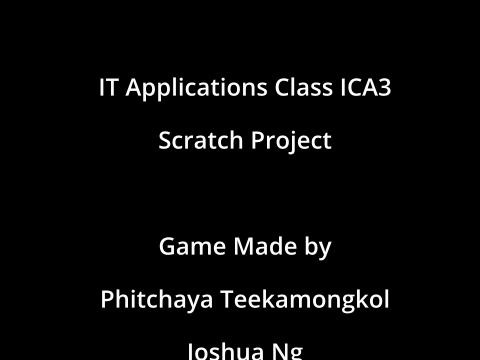 IT Applications Class ICA3
Scratch Project
Game Made by
Phitchaya Teekamongkol
Joshua Ng